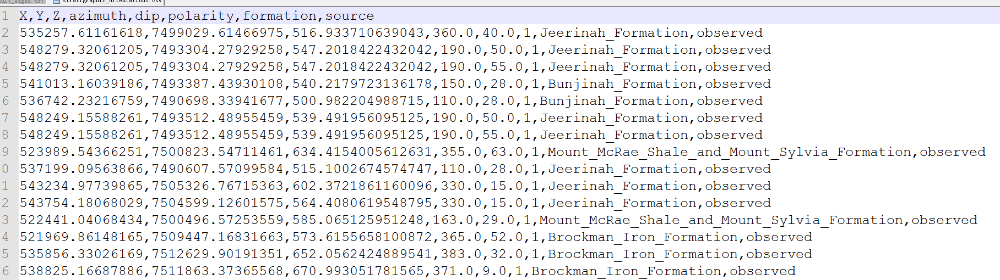 ault_edges.txt stratigraphic_orientations.csv
1 X,Y,Z,azimuth,dip,polarity,formation,source
2 535257.61161618,7499029.61466975,516.933710639043,360.0,40.0,1,Jeerinah_Formation,observed
3 548279.32061205,7493304.27929258,547.2018422432042,190.0,50.0,1,Jeerinah_Formation,observed
4 548279.32061205,7493304.27929258,547.2018422432042,190.0,55.0,1,Jeerinah_Formation,observed
5 541013.16039186,7493387.43930108,540.2179723136178,150.0,28.0,1,Bunjinah_Formation,observed
6 536742.23216759,7490698.33941677,500.982204988715,110.0,28.0,1,Bunjinah_Formation,observed
7 548249.15588261,7493512.48955459,539.491956095125,190.0,50.0,1,Jeerinah_Formation,observed
8 548249.15588261,7493512.48955459,539.491956095125,190.0,55.0,1,Jeerinah_Formation,observed
9 523989.54366251,7500823.54711461,634.4154005612631,355.0,63.0,1,Mount_McRae_Shale_and_Mount_Sylvia_Formation,observed
0 537199.09563866,7490607.57099584,515.1002674574747,110.0,28.0,1,Jeerinah_Formation,observed
1 543234.97739865,7505326.76715363,602.3721861160096,330.0,15.0,1,Jeerinah_Formation,observed
2 543754.18068029,7504599.12601575,564.4080619548795,330.0,15.0,1,Jeerinah_Formation,observed
3 522441.04068434,7500496.57253559,585.065125951248,163.0,29.0,1,Mount_McRae_Shale_and_Mount_Sylvia_Formation,observed
4 521969.86148165,7509447.16831663,573.6155658100872,365.0,52.0,1,Brockman_Iron_Formation,observed
5 535856.33026169,7512629.90191351,652.0562424889541,383.0,32.0,1,Brockman_Iron_Formation,observed
6 538825.16687886,7511863.37365568,670.993051781565,371.0,9.0,1,Brockman_Iron_Formation,observed